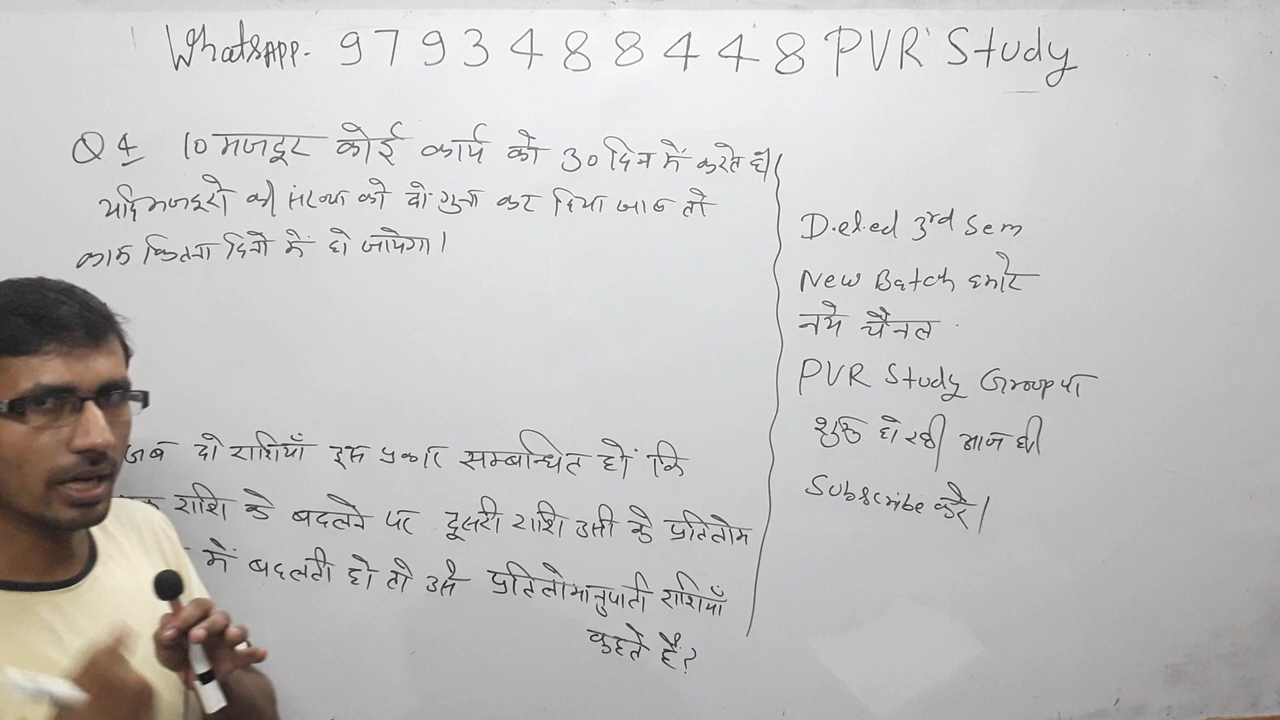 WhatsAPP. 9793488448 PVR Study
Q 4 10 मजदूर कोई कार्य को 30 दिन में करते है।
यदि मजदूरो की संख्या को दो गुना कर दिया जाए तो
काम कितना दिनों में हो जायेगा।
जब दो राशियाँ इस प्रकार सम्बन्धित हों कि
राशि के बदलने पर दूसरी राशि उसी के प्रतिलोम
में बदलती हो तो उसे प्रतिलोमानुपाती राशियाँ
कहते हैं?
D.el.ed 3rd Sem
New Batch हमारे
नये चैनल
PVR Study Group पर
शुरू हो रही आज ही
Subscribe करें।